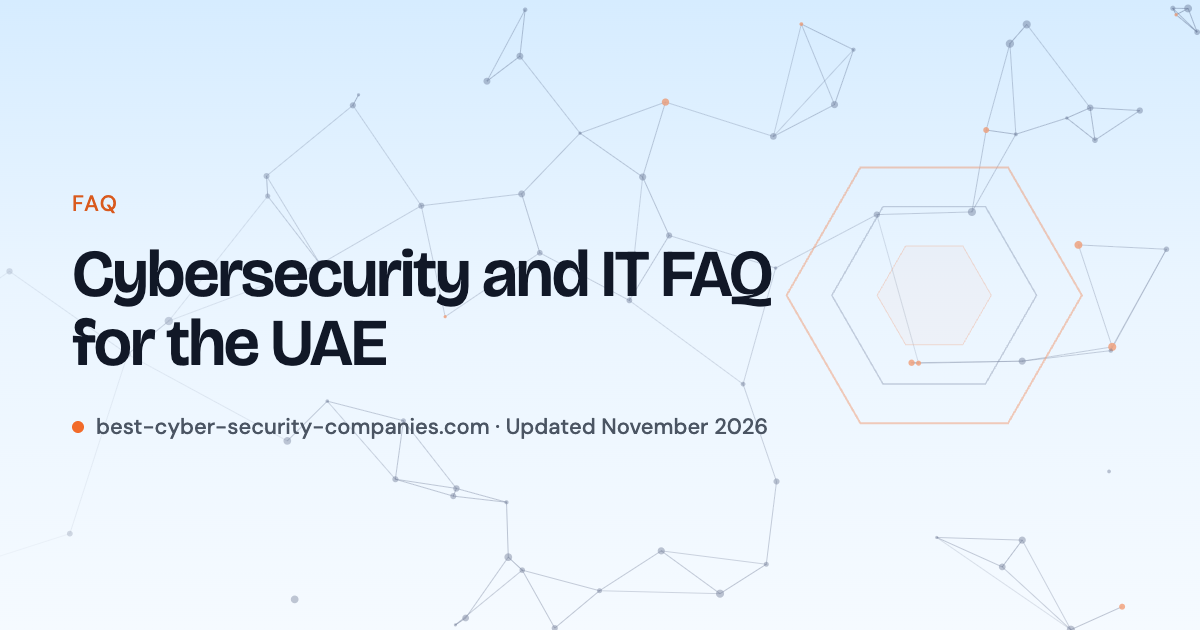 FAQ
Cybersecurity and IT FAQ
for the UAE
best-cyber-security-companies.com · Updated November 2026